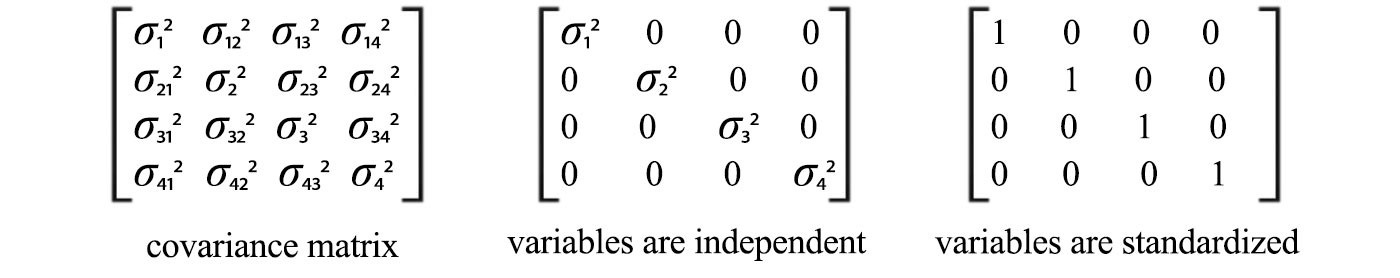 σ₁² σ₁₂² σ₁₃² σ₁₄²
σ₂₁² σ₂² σ₂₃² σ₂₄²
σ₃₁² σ₃₂² σ₃² σ₃₄²
σ₄₁² σ₄₂² σ₄₃² σ₄²
covariance matrix
σ₁² 0 0 0
0 σ₂² 0 0
0 0 σ₃² 0
0 0 0 σ₄²
variables are independent
1 0 0 0
0 1 0 0
0 0 1 0
0 0 0 1
variables are standardized